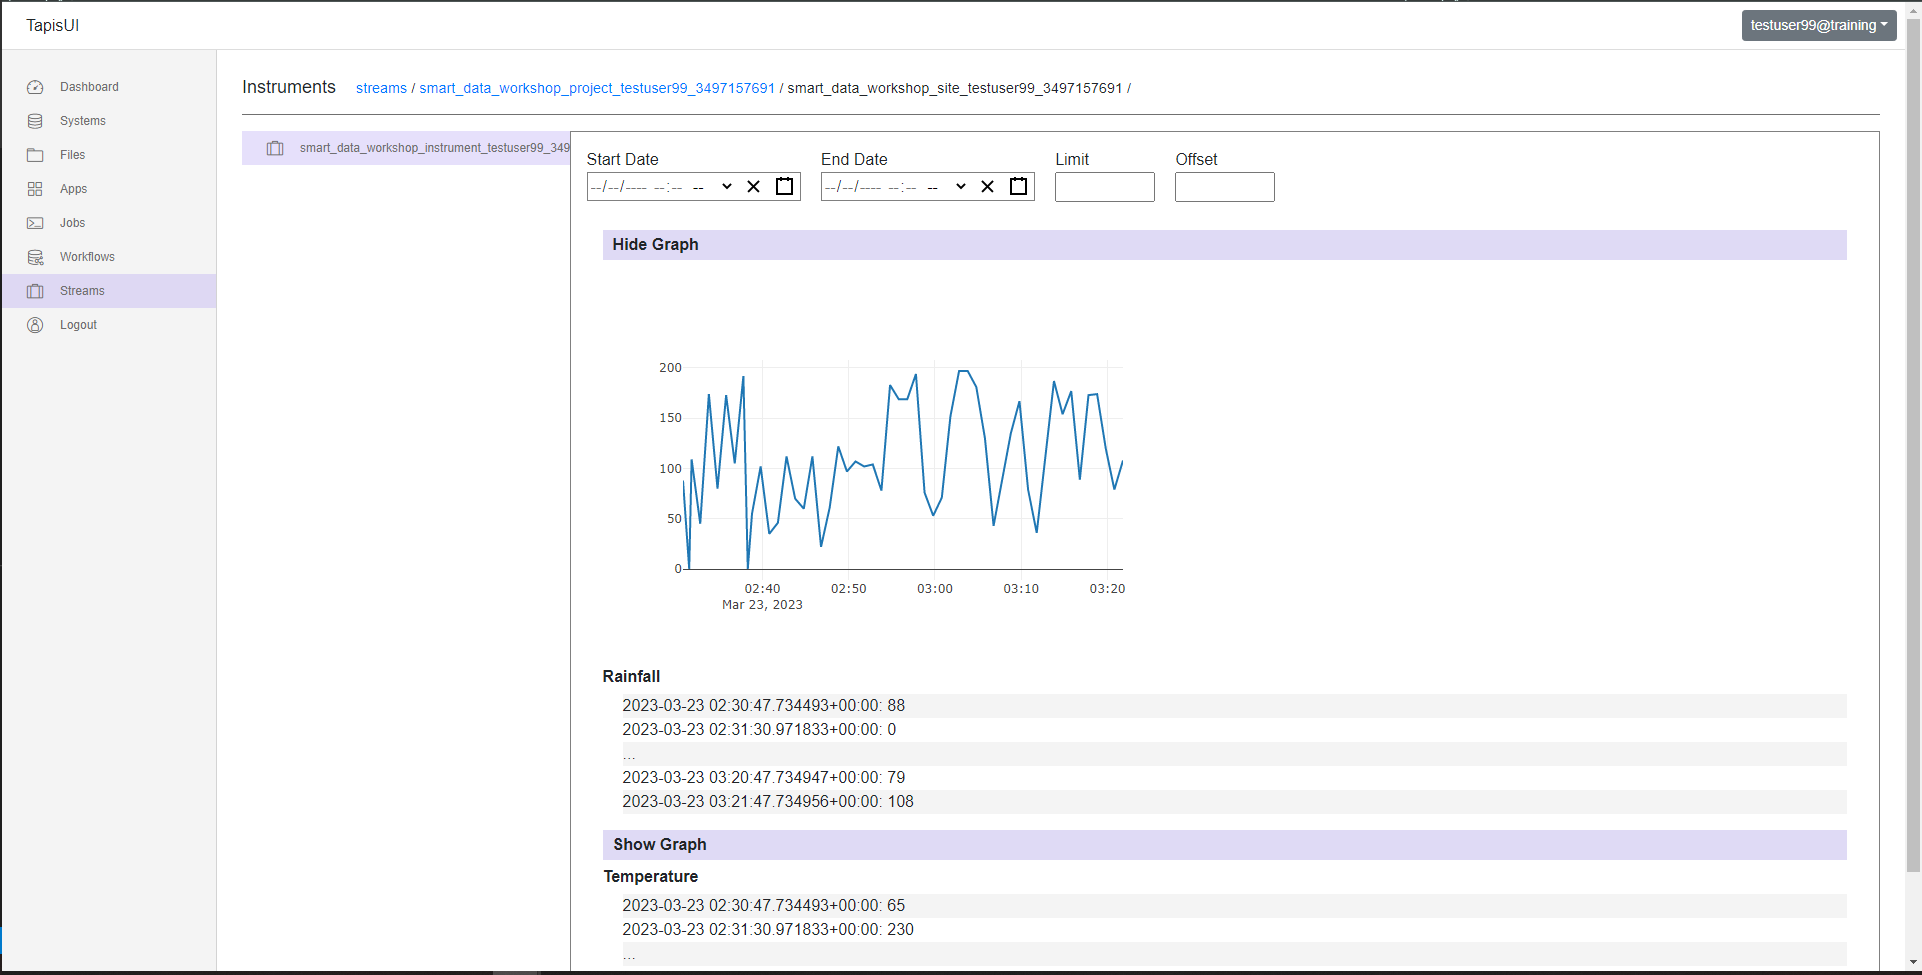 TapisUI
testuser99@training
Dashboard
Systems
Files
Apps
Jobs
Workflows
Streams
Logout
Instruments streams / smart_data_workshop_project_testuser99_3497157691 / smart_data_workshop_site_testuser99_3497157691 /
smart_data_workshop_instrument_testuser99_349
Start Date End Date Limit Offset
--/--/---- --:-- -- --/--/---- --:-- --
Hide Graph
200
150
100
50
0
02:40 02:50 03:00 03:10 03:20
Mar 23, 2023
Rainfall
2023-03-23 02:30:47.734493+00:00: 88
2023-03-23 02:31:30.971833+00:00: 0
...
2023-03-23 03:20:47.734947+00:00: 79
2023-03-23 03:21:47.734956+00:00: 108
Show Graph
Temperature
2023-03-23 02:30:47.734493+00:00: 65
2023-03-23 02:31:30.971833+00:00: 230
...